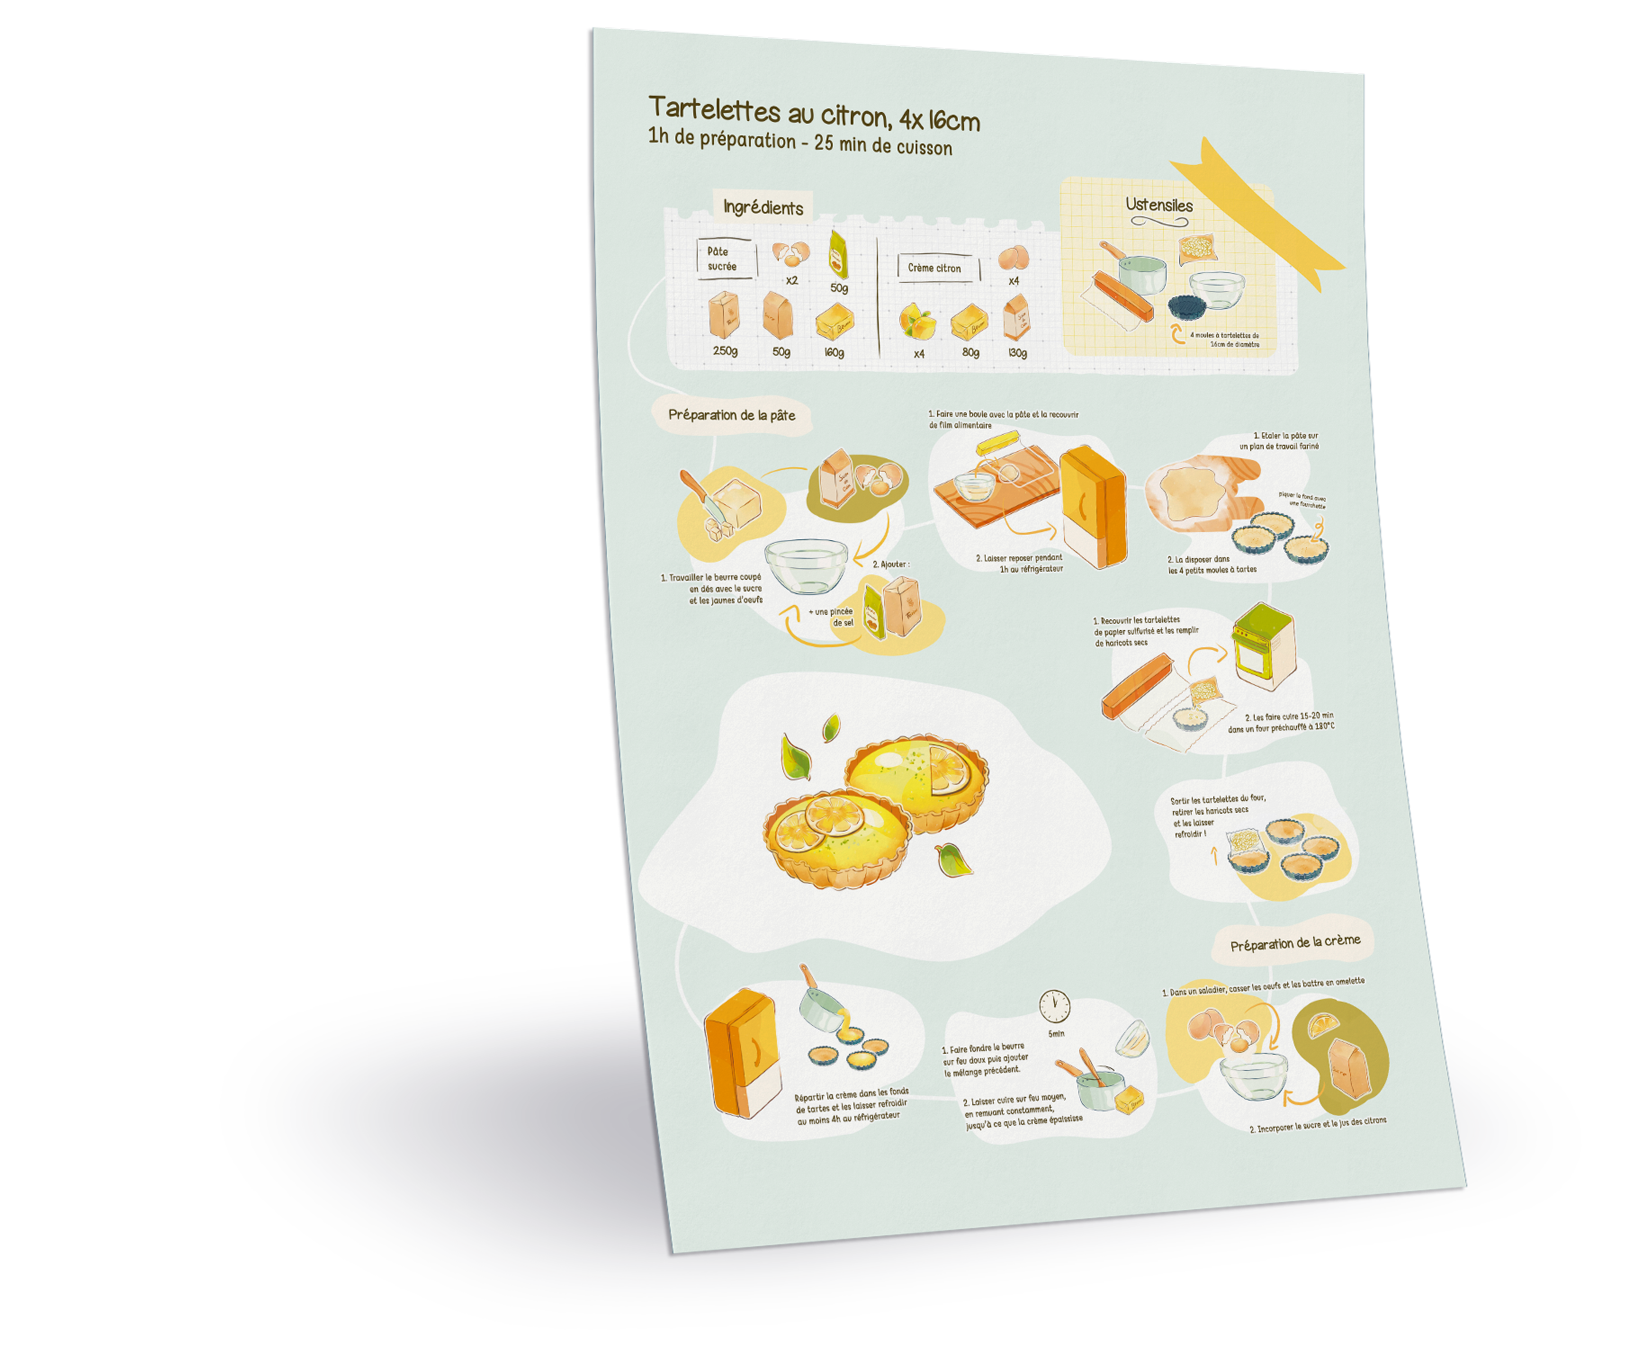 Tartelettes au citron, 4x 16cm
1h de préparation - 25 min de cuisson
Ingrédients
Pâte
sucrée
x2
50g
250g
50g
160g
Crème citron
x4
x4
80g
130g
Ustensiles
4 moules à tartelettes de
16cm de diamètre
Préparation de la pâte
1. Travailler le beurre coupé
en dés avec le sucre
et les jaunes d'oeufs
2. Ajouter :
+ une pincée
de sel
1. Faire une boule avec la pâte et la recouvrir
de film alimentaire
2. Laisser reposer pendant
1h au réfrigérateur
1. Etaler la pâte sur
un plan de travail fariné
piquer le fond avec
une fourchette
2. La disposer dans
les 4 petits moules à tartes
1. Recouvrir les tartelettes
de papier sulfurisé et les remplir
de haricots secs
2. Les faire cuire 15-20 min
dans un four préchauffé à 180°C
Sortir les tartelettes du four,
retirer les haricots secs
et les laisser
refroidir !
Préparation de la crème
1. Dans un saladier, casser les oeufs et les battre en omelette
2. Incorporer le sucre et le jus des citrons
5min
1. Faire fondre le beurre
sur feu doux puis ajouter
le mélange précédent.
2. Laisser cuire sur feu moyen,
en remuant constamment,
jusqu'à ce que la crème épaississe
Répartir la crème dans les fonds
de tartes et les laisser refroidir
au moins 4h au réfrigérateur